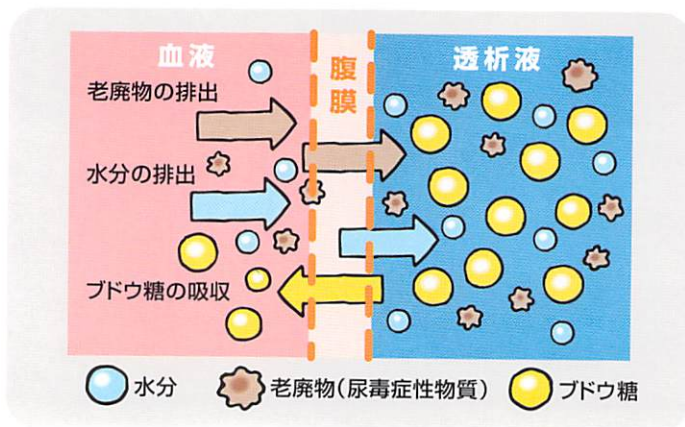 血液
腹膜
透析液
老廃物の排出
水分の排出
ブドウ糖の吸収
水分
老廃物(尿毒症性物質)
ブドウ糖